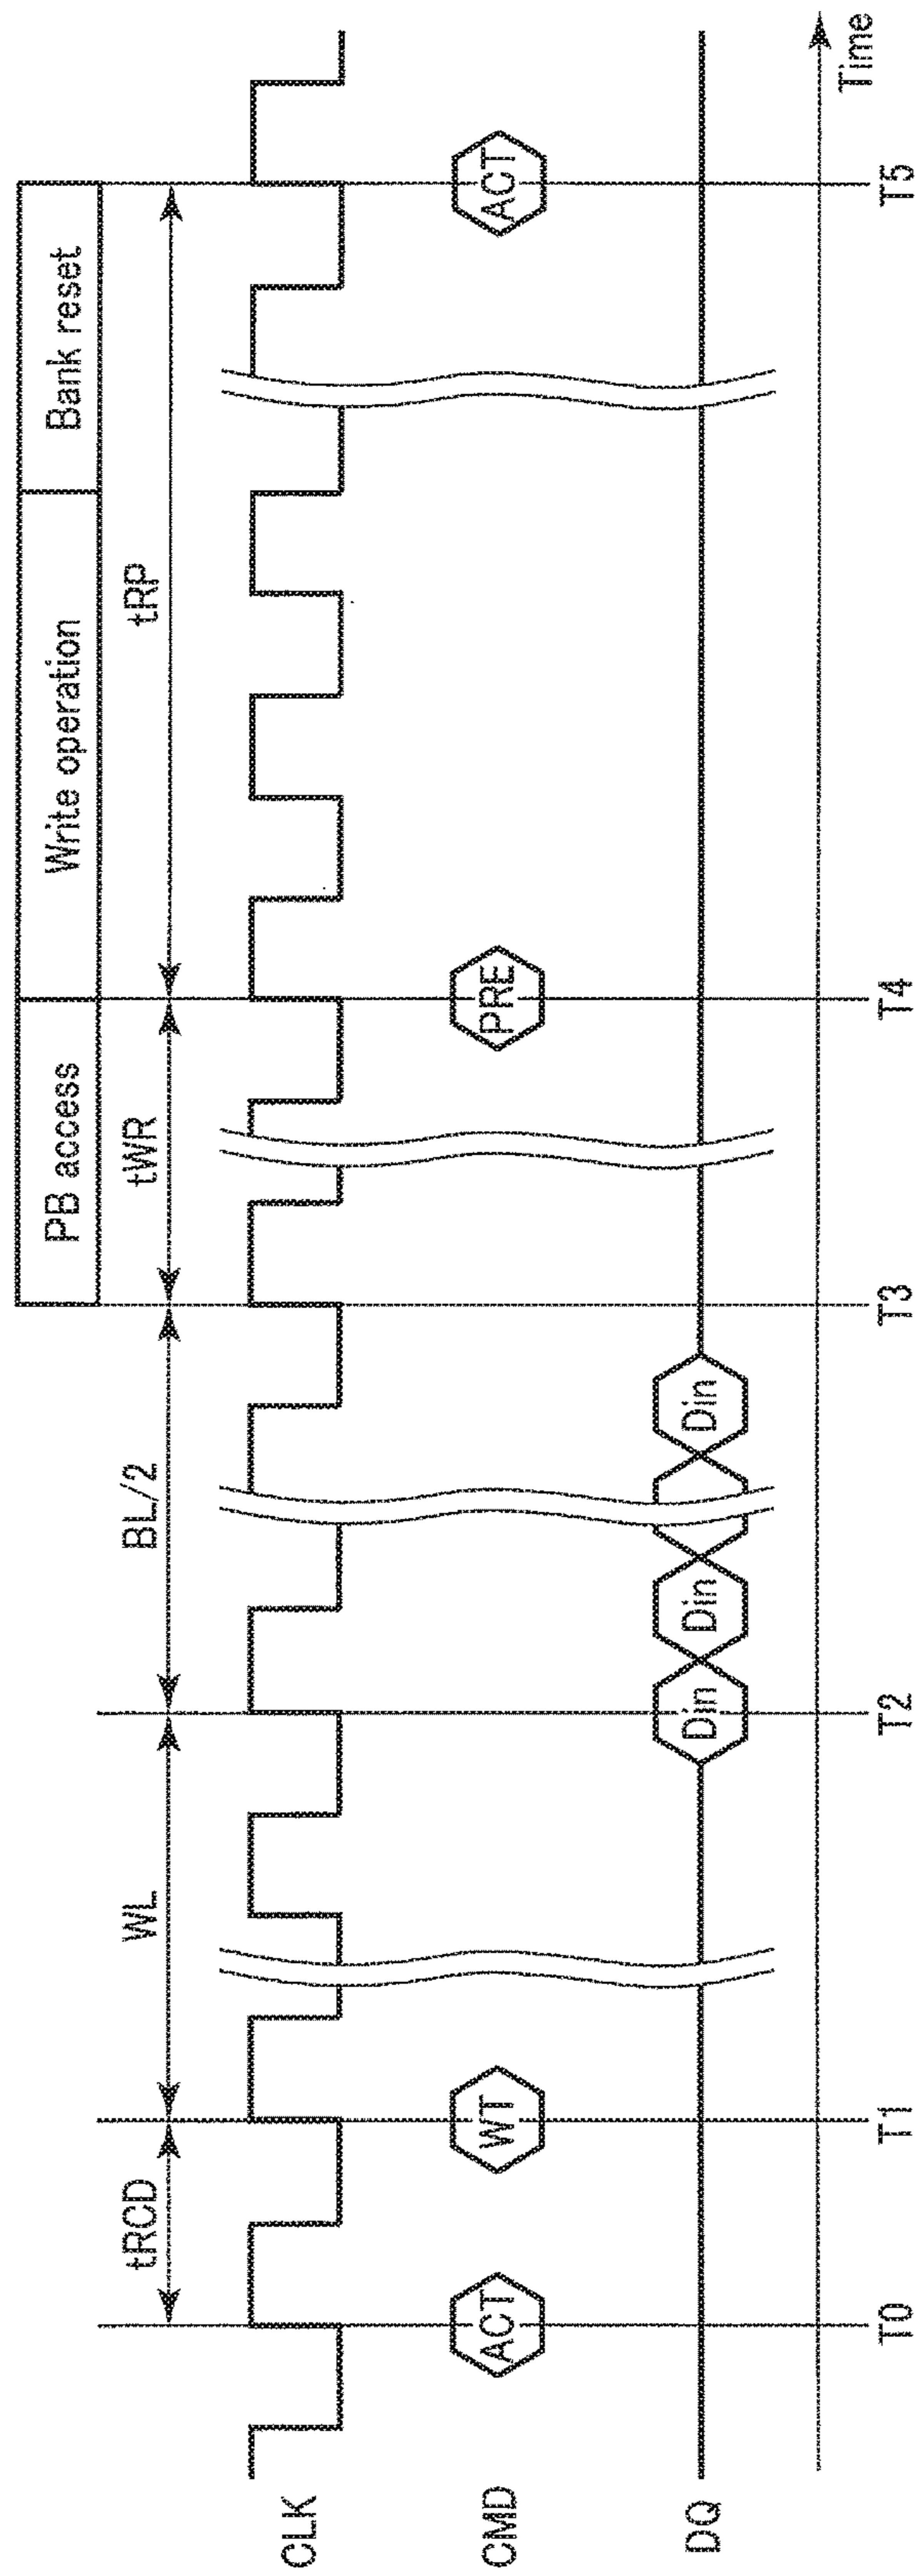 PB access Write operation Bank reset
tRCD WL BL/2 tWR tRP
CLK
CMD ACT WT PRE ACT
DQ Din Din Din
Time
T0 T1 T2 T3 T4 T5